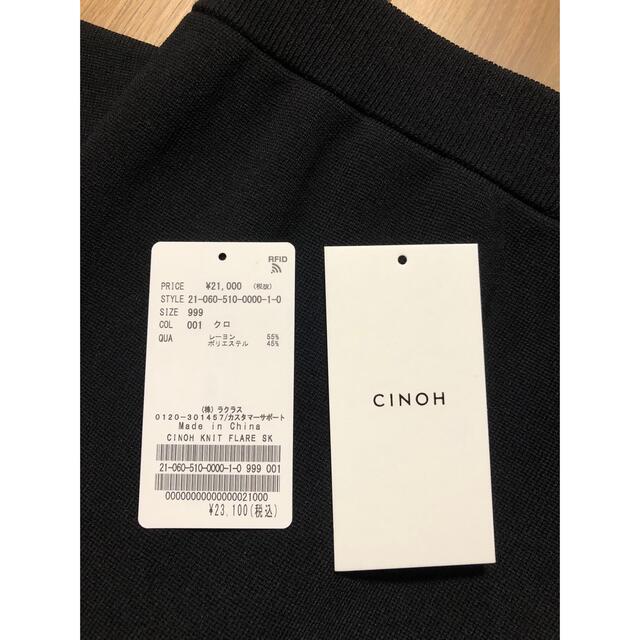 RFID
PRICE ¥21,000 (税抜)
STYLE 21-060-510-0000-1-0
SIZE 999
COL 001 クロ
QUA レーヨン 55%
ポリエステル 45%
(株) ラクラス
0120-301457/カスタマーサポート
Made in China
CINOH KNIT FLARE SK
21-060-510-0000-1-0 999 001
00000000000000021000
¥23,100(税込)
CINOH